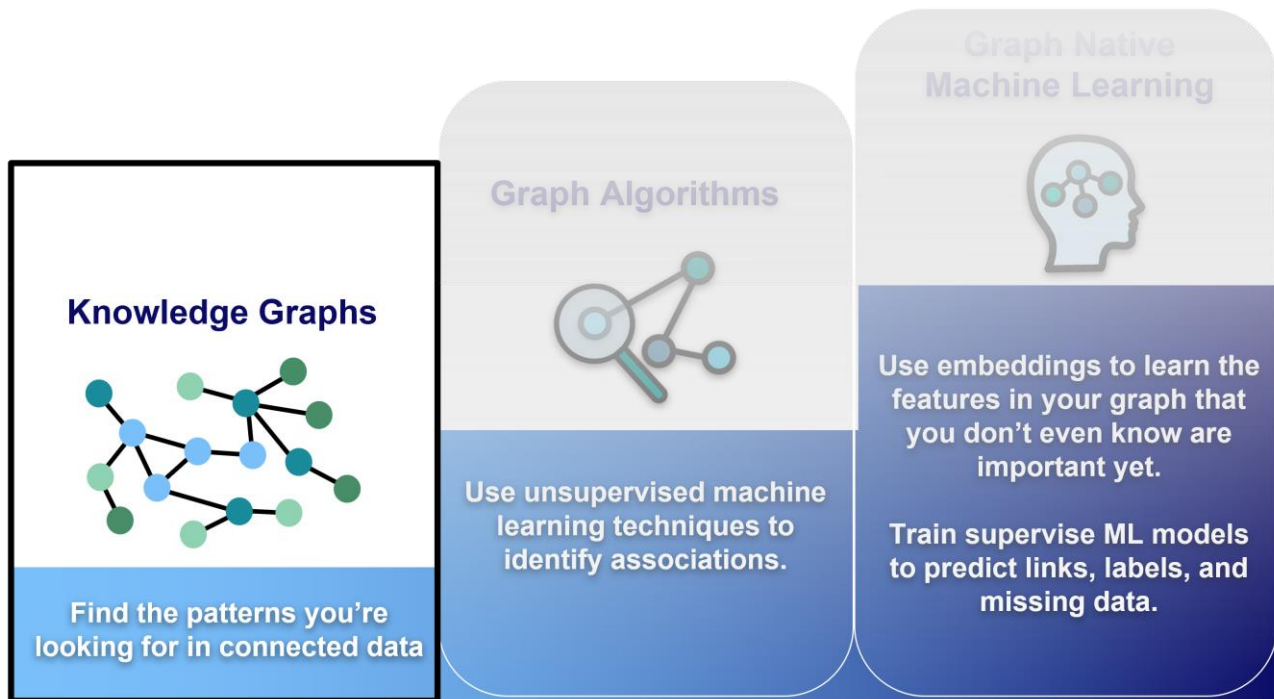 Knowledge Graphs
Find the patterns you’re
looking for in connected data
Graph Algorithms
Use unsupervised machine
learning techniques to
identify associations.
Graph Native
Machine Learning
Use embeddings to learn the
features in your graph that
you don’t even know are
important yet.
Train supervise ML models
to predict links, labels, and
missing data.